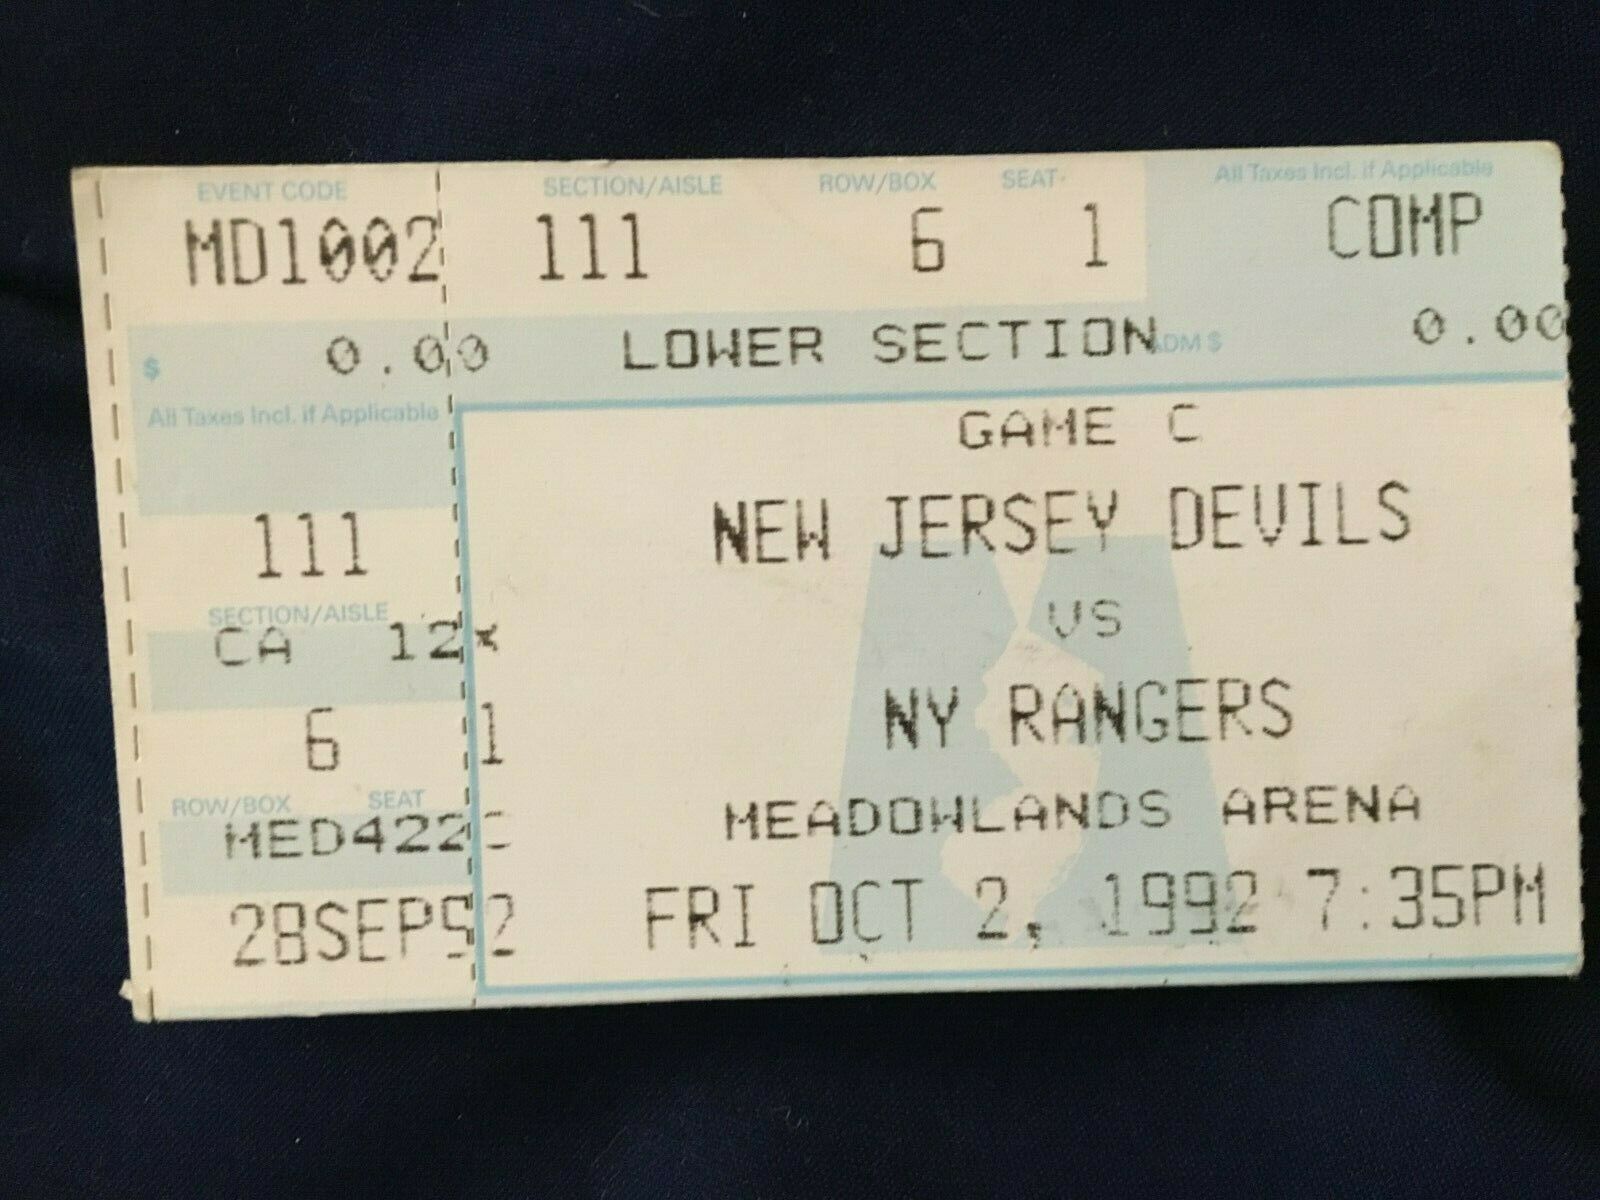 EVENT CODE SECTION/AISLE ROW/BOX SEAT All Taxes Incl. if Applicable
MD1002 111 6 1 COMP
$ 0.00 LOWER SECTION ADM $ 0.00
All Taxes Incl. if Applicable
GAME C
111
NEW JERSEY DEVILS
SECTION/AISLE
CA 12x
VS
6 1
NY RANGERS
ROW/BOX SEAT
MEADOWLANDS ARENA
28SEP92
FRI OCT 2, 1992 7:35PM